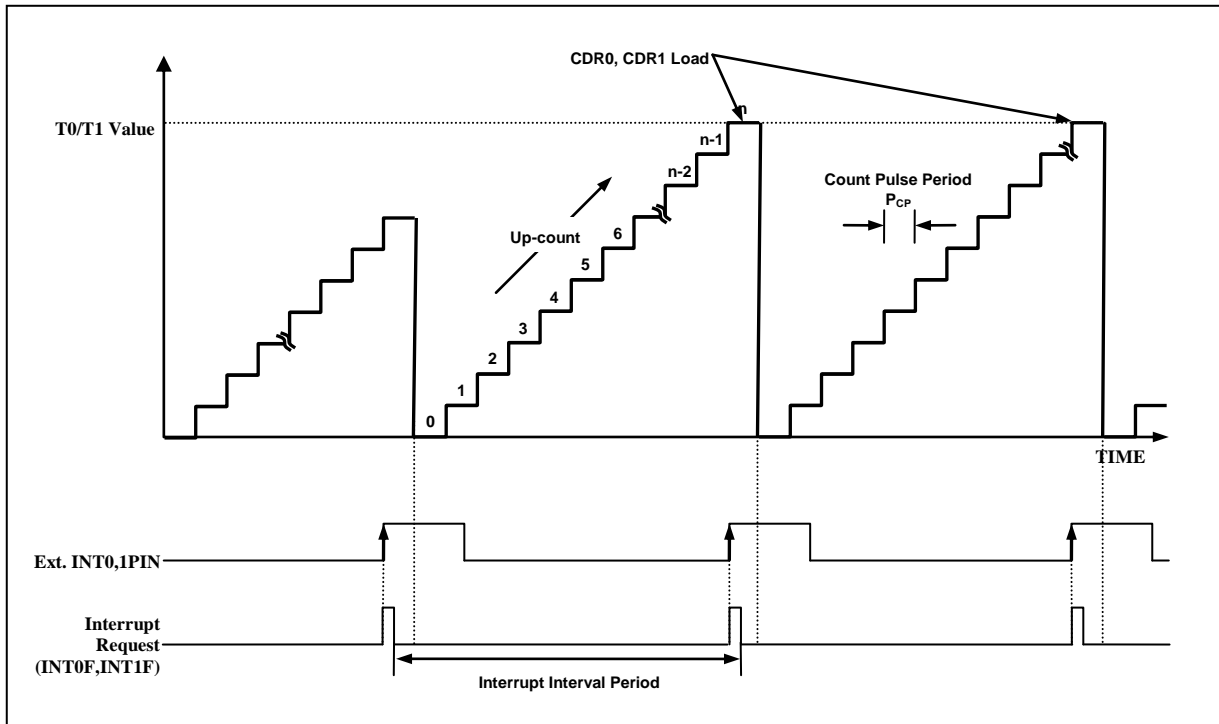 CDR0, CDR1 Load
n
T0/T1 Value
n-1
n-2
Count Pulse Period
PCP
Up-count
6
5
4
3
2
1
0
TIME
Ext. INT0,1PIN
Interrupt
Request
(INT0F,INT1F)
Interrupt Interval Period